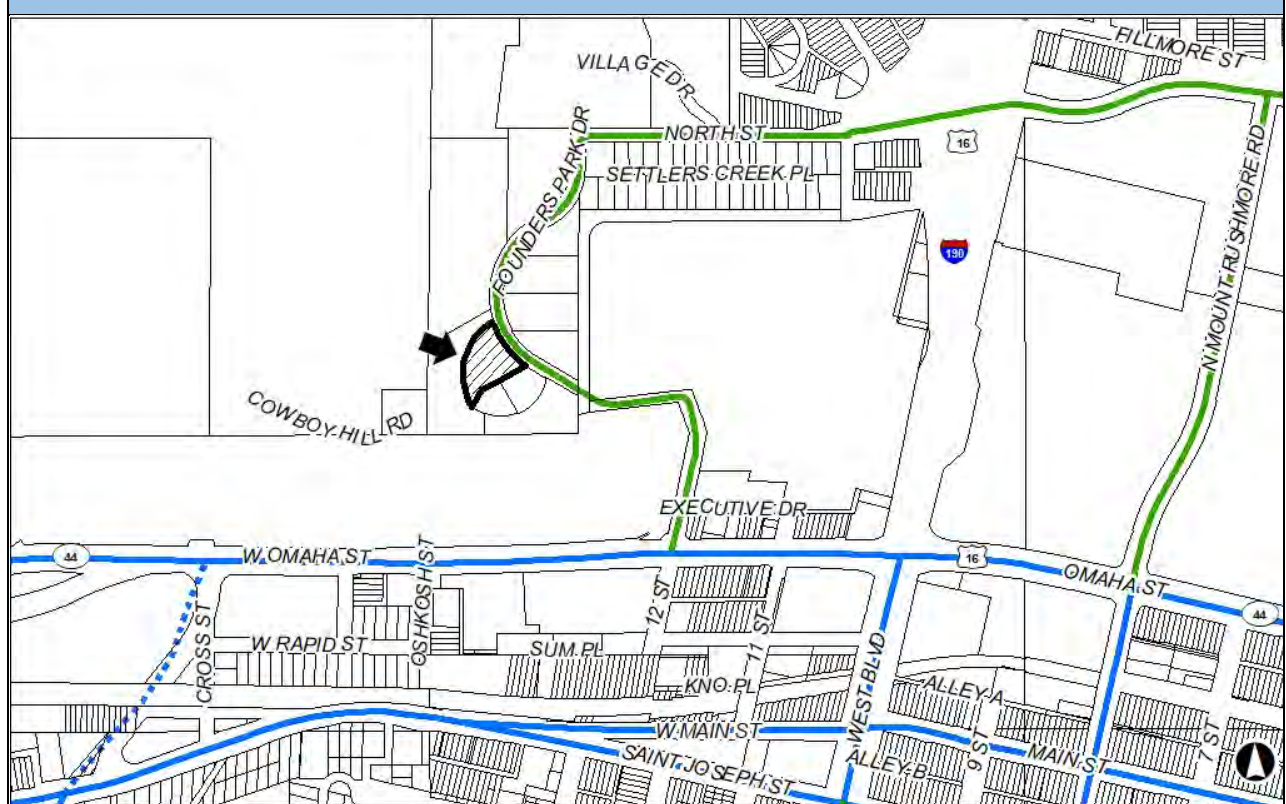 FILLMORE ST
VILLAGE DR
NORTH ST
16
FOUNDERS PARK DR
SETTLERS CREEK PL
N MOUNT RUSHMORE RD
190
COWBOY HILL RD
EXECUTIVE DR
44
W OMAHA ST
16
OMAHA ST
44
CROSS ST
OSHKOSH ST
12 ST
11 ST
W RAPID ST
SUM PL
WEST BLVD
KNO PL
ALLEY A
9 ST
7 ST
W MAIN ST
MAIN ST
SAINT JOSEPH ST
ALLEY B